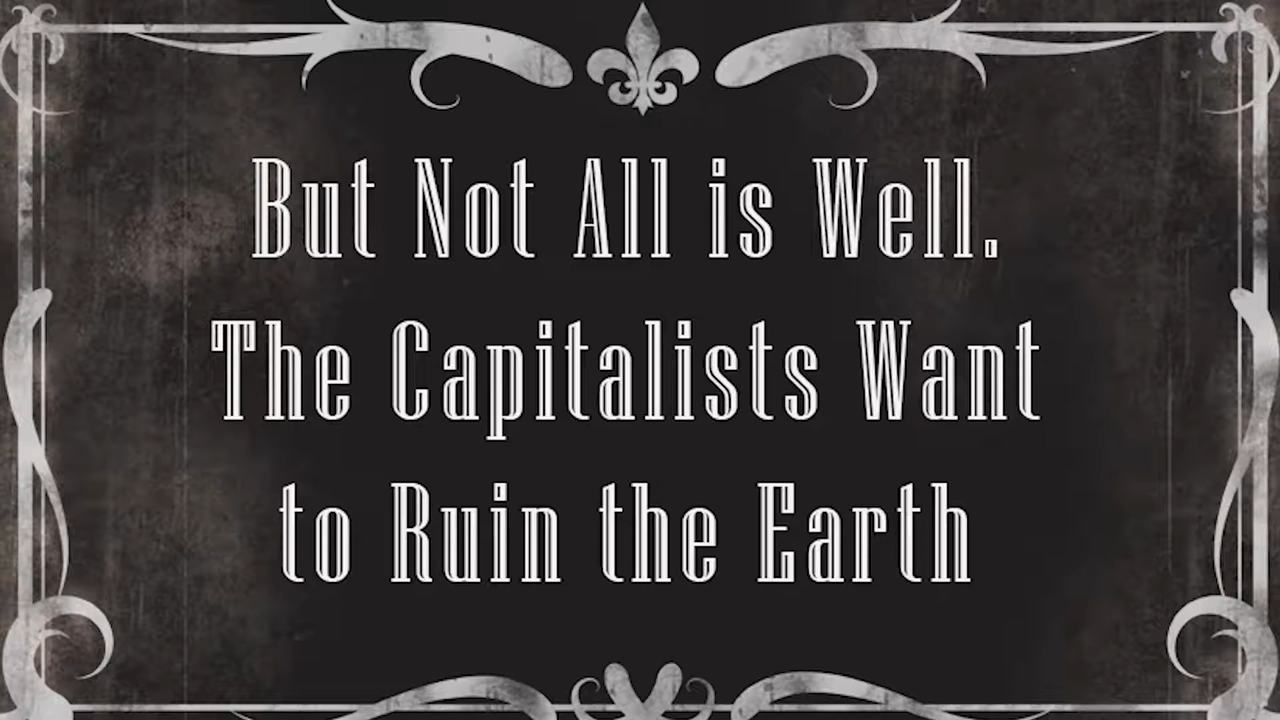 But Not All is Well.
The Capitalists Want
to Ruin the Earth